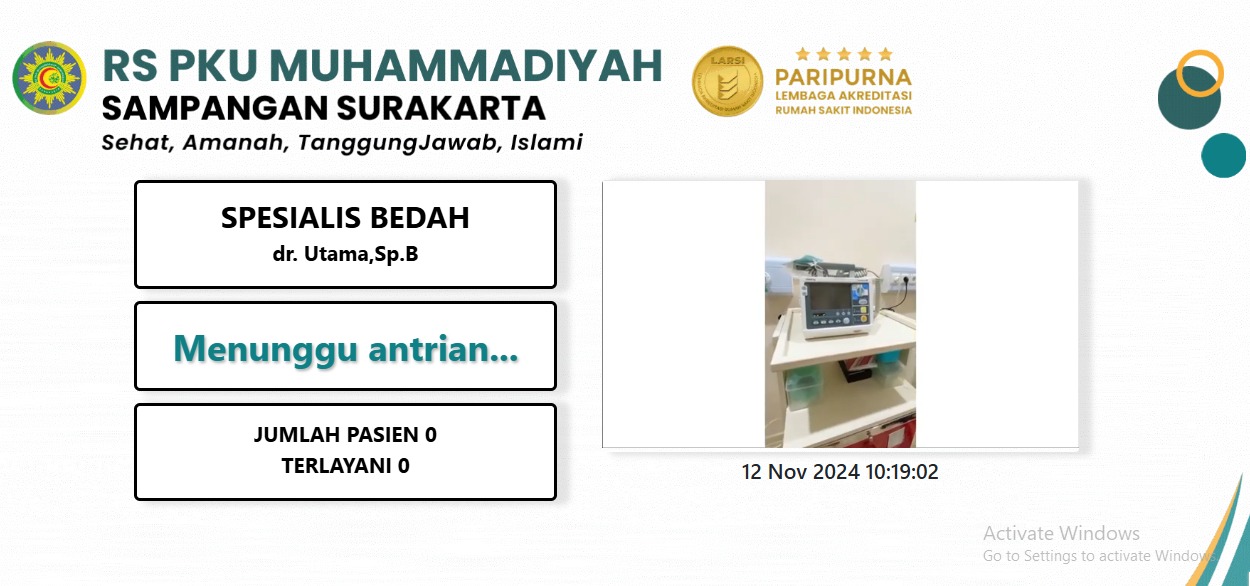 RS PKU MUHAMMADIYAH
SAMPANGAN SURAKARTA
Sehat, Amanah, TanggungJawab, Islami
LARSI
PARIPURNA
LEMBAGA AKREDITASI
RUMAH SAKIT INDONESIA
SPESIALIS BEDAH
dr. Utama,Sp.B
Menunggu antrian...
JUMLAH PASIEN 0
TERLAYANI 0
12 Nov 2024 10:19:02
Activate Windows
Go to Settings to activate Windows.